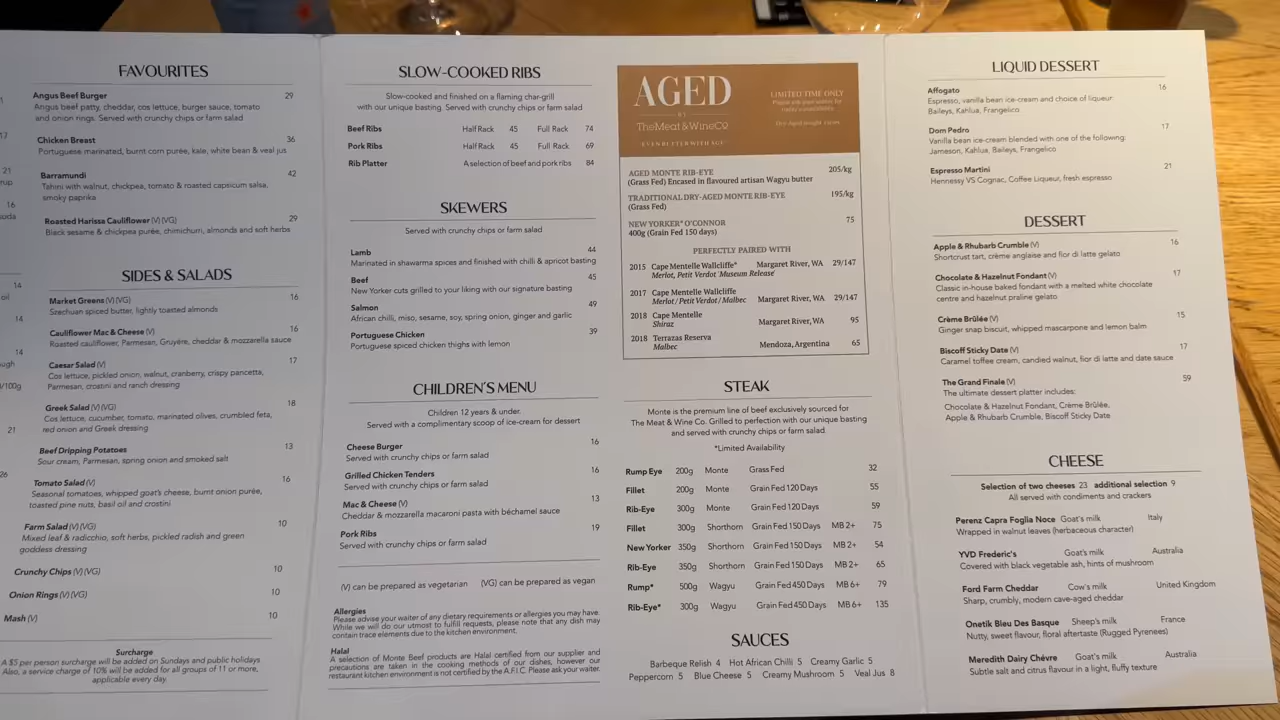 FAVOURITES
Angus Beef Burger 29
Angus beef patty, cheddar, cos lettuce, burger sauce, tomato
and onion rings. Served with crunchy chips or farm salad
Chicken Breast 36
Portuguese marinated, burnt corn purée, kale, white bean & veal jus
Barramundi 42
Tahini with walnut, chickpea, tomato & roasted capsicum salsa,
smoky paprika
Roasted Harissa Cauliflower (V) (VG) 29
Black sesame & chickpea purée, chimichurri, almonds and soft herbs
SIDES & SALADS
Market Greens (V) (VG) 16
Szechuan spiced butter, lightly toasted almonds
Cauliflower Mac & Cheese (V) 16
Roasted cauliflower, Parmesan, Gruyère, cheddar & mozzarella sauce
Caesar Salad (V) 17
Cos lettuce, pickled onion, walnut, cranberry, crispy pancetta,
Parmesan, crostini and ranch dressing
Greek Salad (V) (VG) 18
Cos lettuce, cucumber, tomato, marinated olives, crumbled feta,
red onion and Greek dressing
Beef Dripping Potatoes 13
Sour cream, Parmesan, spring onion and smoked salt
Tomato Salad (V) 16
Seasonal tomatoes, whipped goat's cheese, burnt onion purée,
toasted pine nuts, basil oil and crostini
Farm Salad (V) (VG) 10
Mixed leaf & radicchio, soft herbs, pickled radish and green
goddess dressing
Crunchy Chips (V) (VG) 10
Onion Rings (V) (VG) 10
Mash (V) 10
Surcharge
A $5 per person surcharge will be added on Sundays and public holidays
Also, a service charge of 10% will be added for all groups of 11 or more,
applicable every day.
17
21
16
soda
14
oil
14
14
/100g
21
26
SLOW-COOKED RIBS
Slow-cooked and finished on a flaming char-grill
with our unique basting. Served with crunchy chips or farm salad
Beef Ribs Half Rack 45 Full Rack 74
Pork Ribs Half Rack 45 Full Rack 69
Rib Platter A selection of beef and pork ribs 84
SKEWERS
Served with crunchy chips or farm salad
Lamb 44
Marinated in shawarma spices and finished with chilli & apricot basting
Beef 45
New Yorker cuts grilled to your liking with our signature basting
Salmon 49
African chilli, miso, sesame, soy, spring onion, ginger and garlic
Portuguese Chicken 39
Portuguese spiced chicken thighs with lemon
CHILDREN'S MENU
Children 12 years & under.
Served with a complimentary scoop of ice-cream for dessert
Cheese Burger 16
Served with crunchy chips or farm salad
Grilled Chicken Tenders 16
Served with crunchy chips or farm salad
Mac & Cheese (V) 13
Cheddar & mozzarella macaroni pasta with béchamel sauce
Pork Ribs 19
Served with crunchy chips or farm salad
(V) can be prepared as vegetarian (VG) can be prepared as vegan
Allergies
Please advise your waiter of any dietary requirements or allergies you may have.
While we will do our utmost to fulfill requests, please note that any dish may
contain trace elements due to the kitchen environment.
Halal
A selection of Monte Beef products are Halal certified from our supplier and
precautions are taken in the cooking methods of our dishes, however our
restaurant kitchen environment is not certified by the A.F.I.C. Please ask your waiter.
AGED
BY
TheMeat&WineCo
EVEN BETTER WITH AGE
LIMITED TIME ONLY
AGED MONTE RIB-EYE 205/kg
(Grass Fed) Encased in flavoured artisan Wagyu butter
TRADITIONAL DRY-AGED MONTE RIB-EYE 195/kg
(Grass Fed)
NEW YORKER* O'CONNOR 75
400g (Grain Fed 150 days)
PERFECTLY PAIRED WITH
2015 Cape Mentelle Wallcliffe* Margaret River, WA 29/147
Merlot, Petit Verdot 'Museum Release'
2017 Cape Mentelle Wallcliffe Margaret River, WA 29/147
Merlot / Petit Verdot / Malbec
2018 Cape Mentelle Margaret River, WA 95
Shiraz
2018 Terrazas Reserva Mendoza, Argentina 65
Malbec
STEAK
Monte is the premium line of beef exclusively sourced for
The Meat & Wine Co. Grilled to perfection with our unique basting
and served with crunchy chips or farm salad
*Limited Availability
Rump Eye 200g Monte Grass Fed 32
Fillet 200g Monte Grain Fed 120 Days 55
Rib-Eye 300g Monte Grain Fed 120 Days 59
Fillet 300g Shorthorn Grain Fed 150 Days MB 2+ 75
New Yorker 350g Shorthorn Grain Fed 150 Days MB 2+ 54
Rib-Eye 350g Shorthorn Grain Fed 150 Days MB 2+ 65
Rump* 500g Wagyu Grain Fed 450 Days MB 6+ 79
Rib-Eye* 300g Wagyu Grain Fed 450 Days MB 6+ 135
SAUCES
Barbeque Relish 4 Hot African Chilli 5 Creamy Garlic 5
Peppercorn 5 Blue Cheese 5 Creamy Mushroom 5 Veal Jus 8
LIQUID DESSERT
Affogato 16
Espresso, vanilla bean ice-cream and choice of liqueur:
Baileys, Kahlua, Frangelico
Dom Pedro 17
Vanilla bean ice-cream blended with one of the following:
Jameson, Kahlua, Baileys, Frangelico
Espresso Martini 21
Hennessy VS Cognac, Coffee Liqueur, fresh espresso
DESSERT
Apple & Rhubarb Crumble (V) 16
Shortcrust tart, crème anglaise and fior di latte gelato
Chocolate & Hazelnut Fondant (V) 17
Classic in-house baked fondant with a melted white chocolate
centre and hazelnut praline gelato
Crème Brûlée (V) 15
Ginger snap biscuit, whipped mascarpone and lemon balm
Biscoff Sticky Date (V) 17
Caramel toffee cream, candied walnut, fior di latte and date sauce
The Grand Finale (V) 59
The ultimate dessert platter includes:
Chocolate & Hazelnut Fondant, Crème Brûlée,
Apple & Rhubarb Crumble, Biscoff Sticky Date
CHEESE
Selection of two cheeses 23 additional selection 9
All served with condiments and crackers
Perenz Capra Foglia Noce Goat's milk Italy
Wrapped in walnut leaves (herbaceous character)
YVD Frederic's Goat's milk Australia
Covered with black vegetable ash, hints of mushroom
Ford Farm Cheddar Cow's milk United Kingdom
Sharp, crumbly, modern cave-aged cheddar
Onetik Bleu Des Basque Sheep's milk France
Nutty, sweet flavour, floral aftertaste (Rugged Pyrenees)
Meredith Dairy Chévre Goat's milk Australia
Subtle salt and citrus flavour in a light, fluffy texture